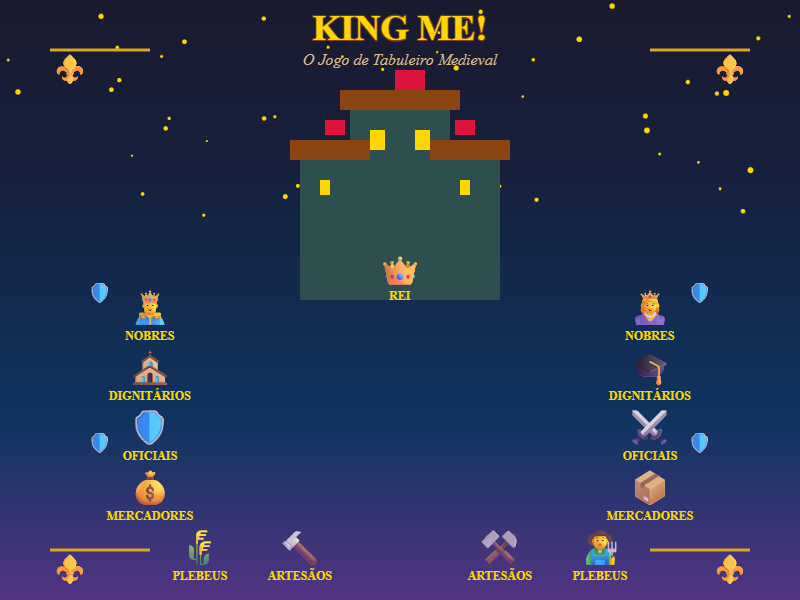 KING ME!
O Jogo de Tabuleiro Medieval
REI
NOBRES
NOBRES
DIGNITÁRIOS
DIGNITÁRIOS
OFICIAIS
OFICIAIS
MERCADORES
MERCADORES
PLEBEUS
ARTESÃOS
ARTESÃOS
PLEBEUS